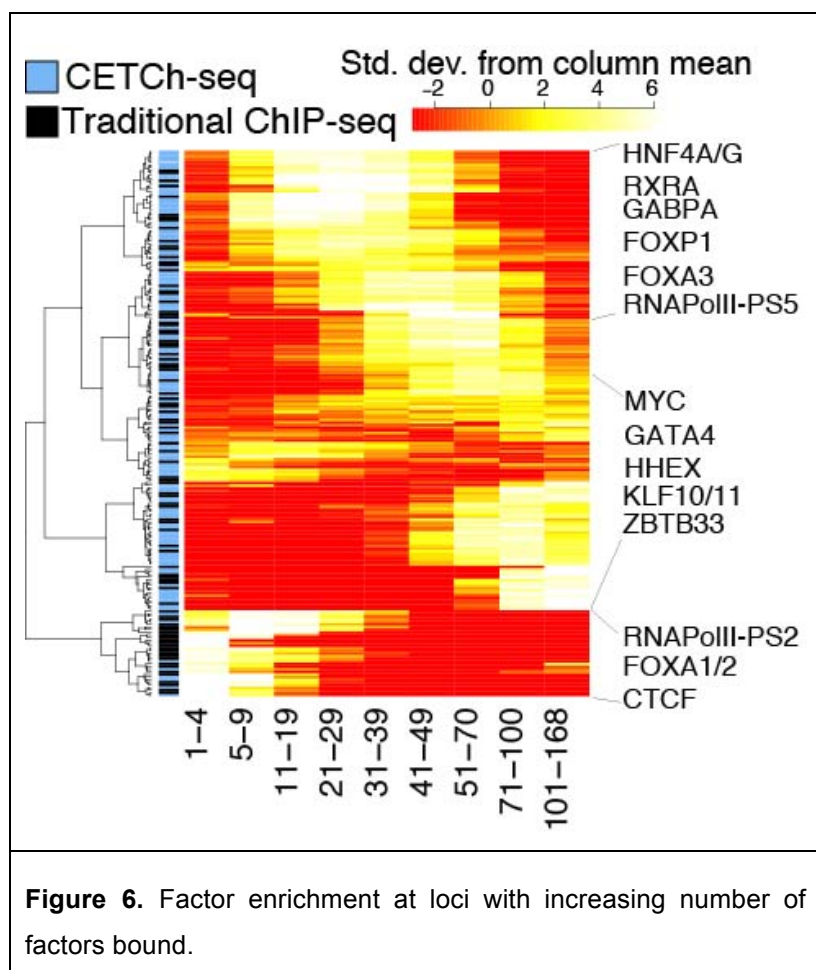 CETCh-seq
Traditional ChIP-seq
Std. dev. from column mean
−2 0 2 4 6
HNF4A/G
RXRA
GABPA
FOXP1
FOXA3
RNAPolII-PS5
MYC
GATA4
HHEX
KLF10/11
ZBTB33
RNAPolII-PS2
FOXA1/2
CTCF
1−4
5−9
11−19
21−29
31−39
41−49
51−70
71−100
101−168
Figure 6. Factor enrichment at loci with increasing number of
factors bound.